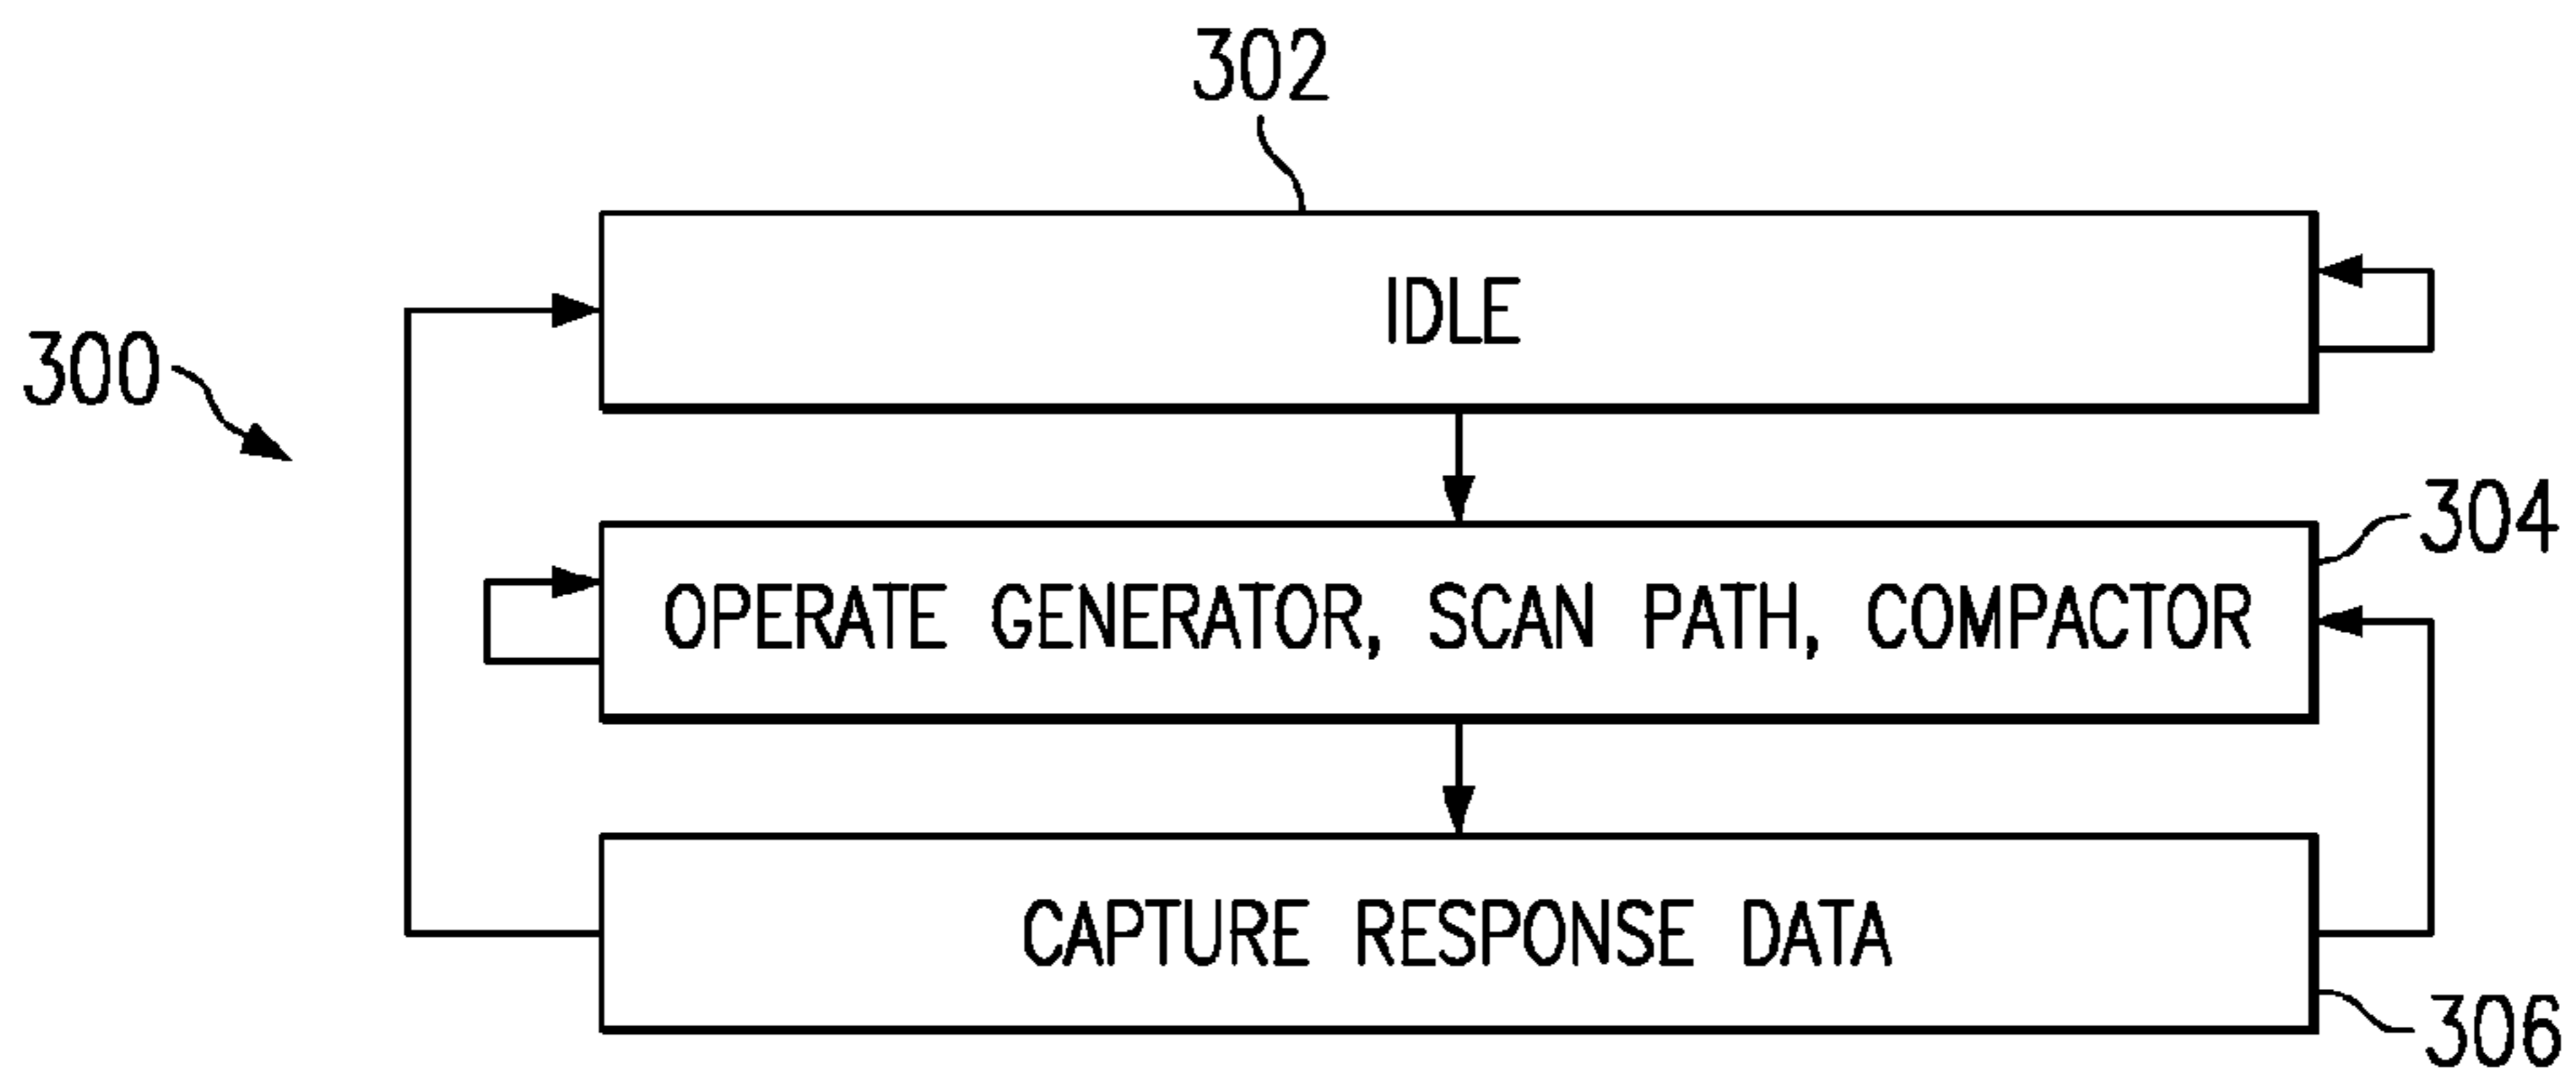 302
IDLE
300
304
OPERATE GENERATOR, SCAN PATH, COMPACTOR
CAPTURE RESPONSE DATA
306